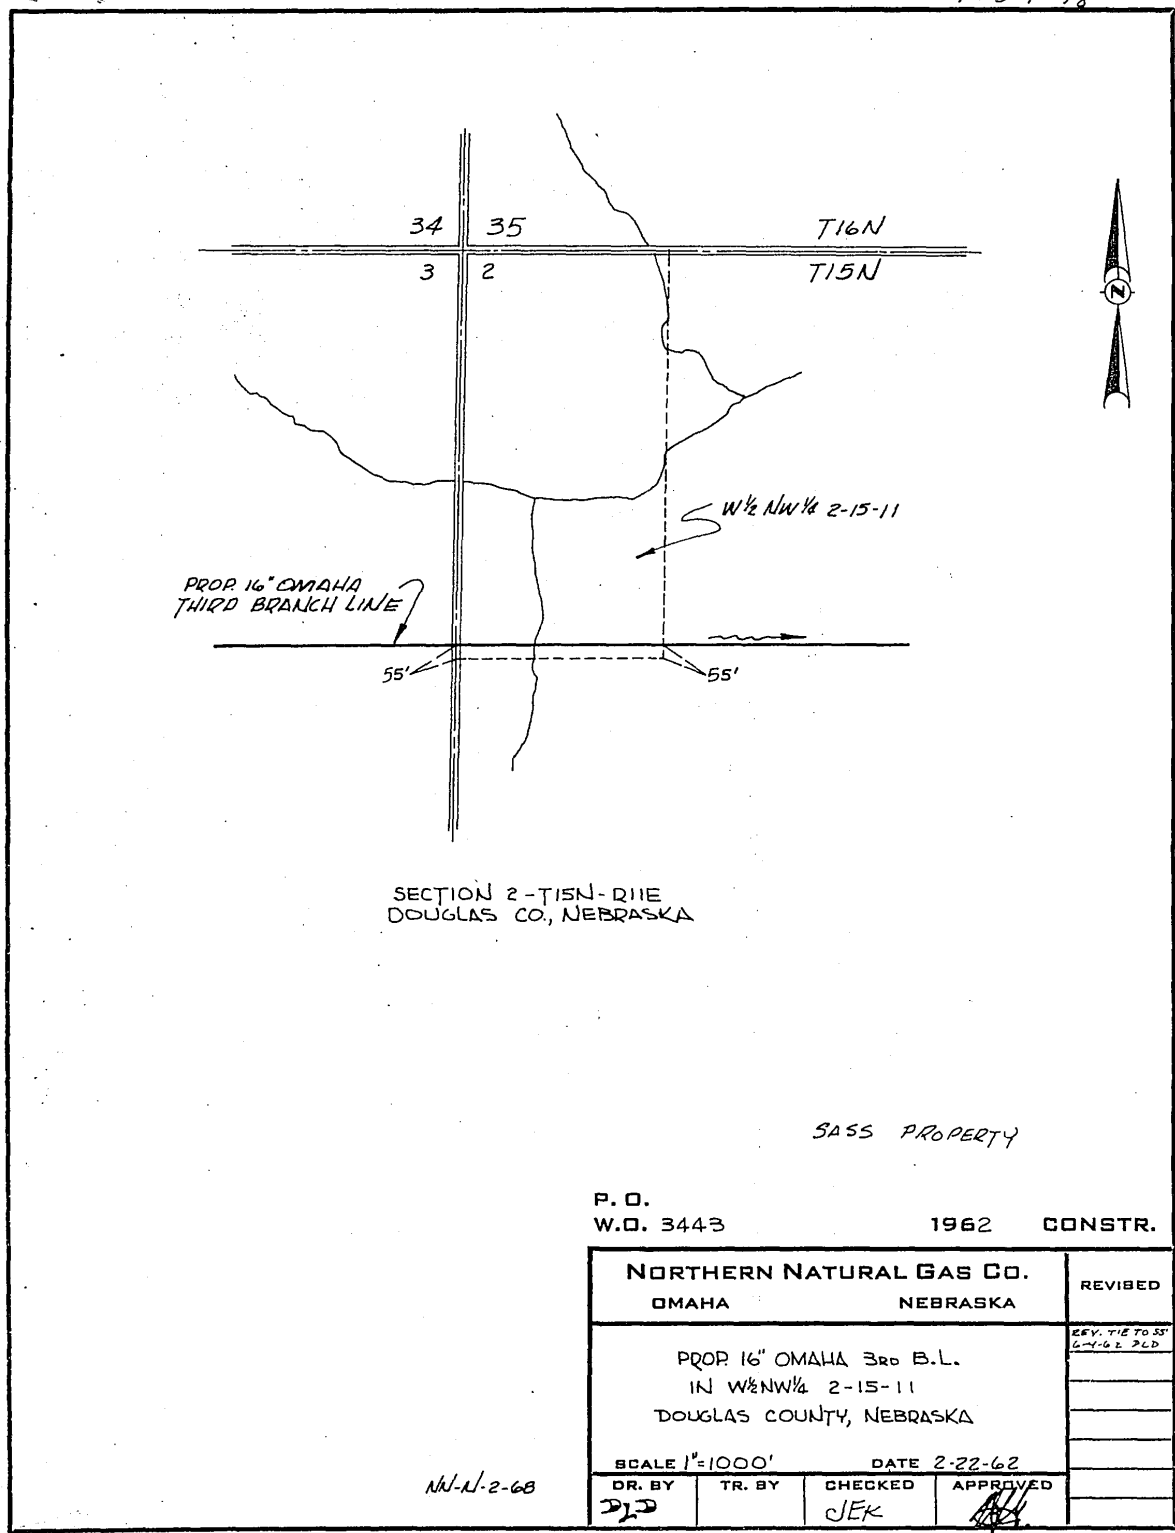 34 35 T16N
3 2 T15N
N
W½ NW¼ 2-15-11
PROP. 16" OMAHA
THIRD BRANCH LINE
55' 55'
SECTION 2-T15N-R11E
DOUGLAS CO., NEBRASKA
SASS PROPERTY
P. O.
W.O. 3443 1962 CONSTR.
NORTHERN NATURAL GAS CO.
OMAHA NEBRASKA
REVISED
REV. TIE TO 55'
6-4-62 DLD
PROP. 16" OMAHA 3RD B.L.
IN W½NW¼ 2-15-11
DOUGLAS COUNTY, NEBRASKA
SCALE 1"=1000' DATE 2-22-62
DR. BY TR. BY CHECKED APPROVED
DLD JEK
NN-N-2-68